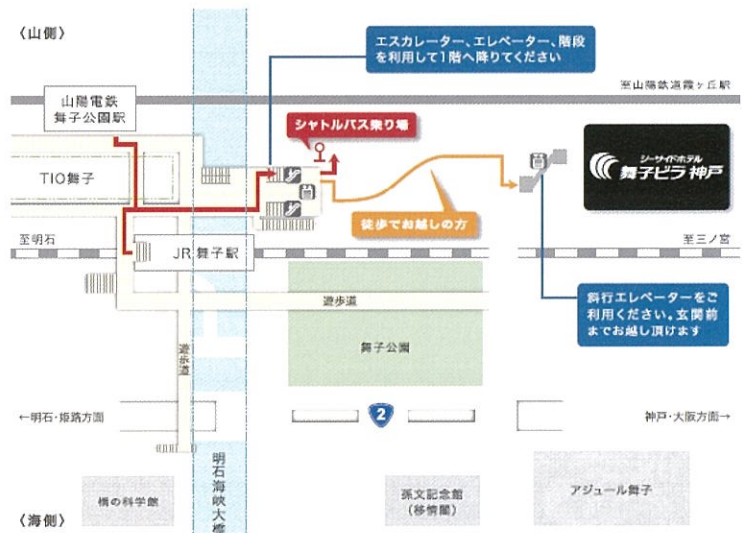 〈山側〉
エスカレーター、エレベーター、階段
を利用して1階へ降りてください
山陽電鉄
舞子公園駅
至山陽鉄道霞ヶ丘駅
シャトルバス乗り場
TIO舞子
シーサイドホテル
舞子ビラ 神戸
徒歩でお越しの方
至明石
至三ノ宮
JR 舞子駅
斜行エレベーターをご
利用ください。玄関前
までお越し頂けます
遊歩道
遊歩道
舞子公園
←明石・姫路方面
2
神戸・大阪方面→
明石海峡大橋
橋の科学館
孫文記念館
(移情閣)
アジュール舞子
〈海側〉